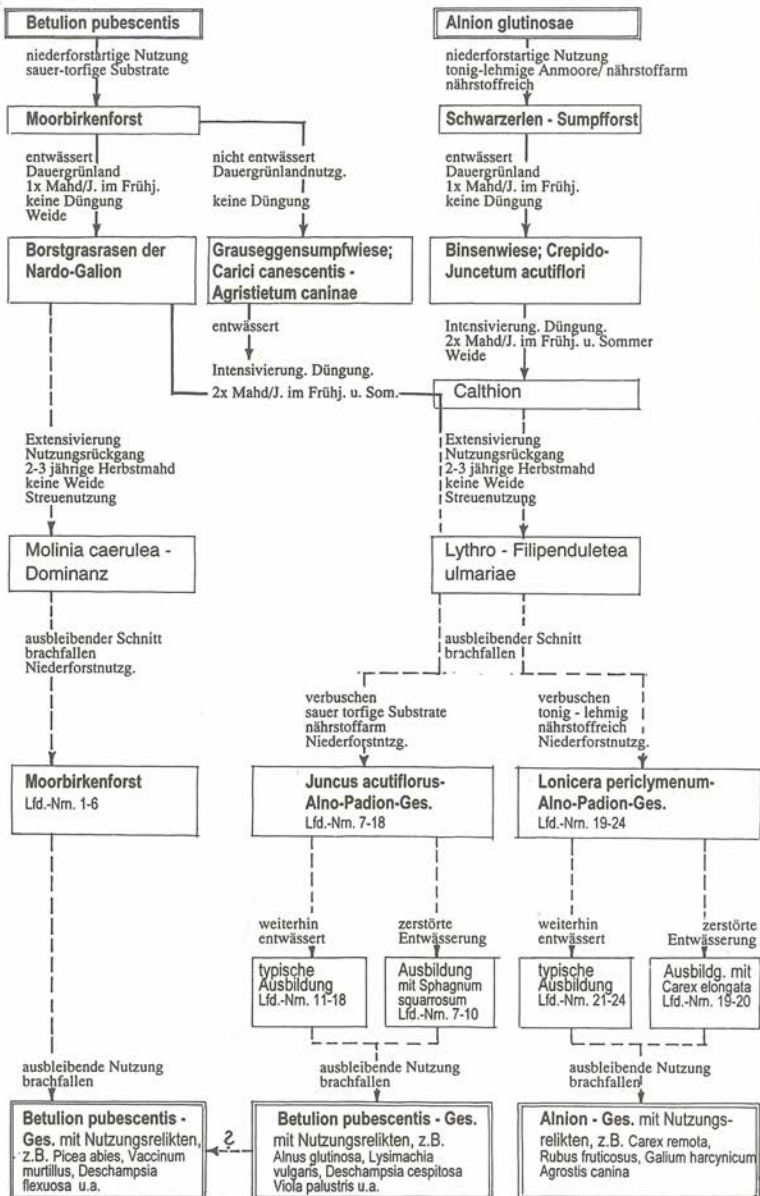 Betulion pubescentis
Alnion glutinosae
niederforstartige Nutzung
sauer-torfige Substrate
niederforstartige Nutzung
tonig-lehmige Anmoore/ nährstoffarm
nährstoffreich
Moorbirkenforst
Schwarzerlen - Sumpfforst
entwässert
Dauergrünland
1x Mahd/J. im Frühj.
keine Düngung
Weide
nicht entwässert
Dauergrünlandnutzg.
keine Düngung
entwässert
Dauergrünland
1x Mahd/J. im Frühj.
keine Düngung
Borstgrasrasen der
Nardo-Galion
Grauseggensumpfwiese;
Carici canescentis -
Agristietum caninae
Binsenwiese; Crepido-
Juncetum acutiflori
entwässert
Intensivierung. Düngung.
2x Mahd/J. im Frühj. u. Som.
Intensivierung. Düngung.
2x Mahd/J. im Frühj. u. Sommer
Weide
Calthion
Extensivierung
Nutzungsrückgang
2-3 jährige Herbstmahd
keine Weide
Streuenutzung
Extensivierung
Nutzungsrückgang
2-3 jährige Herbstmahd
keine Weide
Streuenutzung
Molinia caerulea -
Dominanz
Lythro - Filipenduletea
ulmariae
ausbleibender Schnitt
brachfallen
Niederforstnutzg.
ausbleibender Schnitt
brachfallen
verbuschen
sauer torfige Substrate
nährstoffarm
Niederforstntzg.
verbuschen
tonig - lehmig
nährstoffreich
Niederforstnutzg.
Moorbirkenforst
Lfd.-Nrn. 1-6
Juncus acutiflorus-
Alno-Padion-Ges.
Lfd.-Nrn. 7-18
Lonicera periclymenum-
Alno-Padion-Ges.
Lfd.-Nrn. 19-24
weiterhin
entwässert
zerstörte
Entwässerung
weiterhin
entwässert
zerstörte
Entwässerung
typische
Ausbildung
Lfd.-Nrn. 11-18
Ausbildung
mit Sphagnum
squarrosum
Lfd.-Nrn. 7-10
typische
Ausbildung
Lfd.-Nrn. 21-24
Ausbildg. mit
Carex elongata
Lfd.-Nrn. 19-20
ausbleibende Nutzung
brachfallen
ausbleibende Nutzung
brachfallen
ausbleibende Nutzung
brachfallen
Betulion pubescentis -
Ges. mit Nutzungsrelikten,
z.B. Picea abies, Vaccinum
murtillus, Deschampsia
flexuosa u.a.
?
Betulion pubescentis - Ges.
mit Nutzungsrelikten, z.B.
Alnus glutinosa, Lysimachia
vulgaris, Deschampsia cespitosa
Viola palustris u.a.
Alnion - Ges. mit Nutzungs-
relikten, z.B. Carex remota,
Rubus fruticosus, Galium harcynicum
Agrostis canina